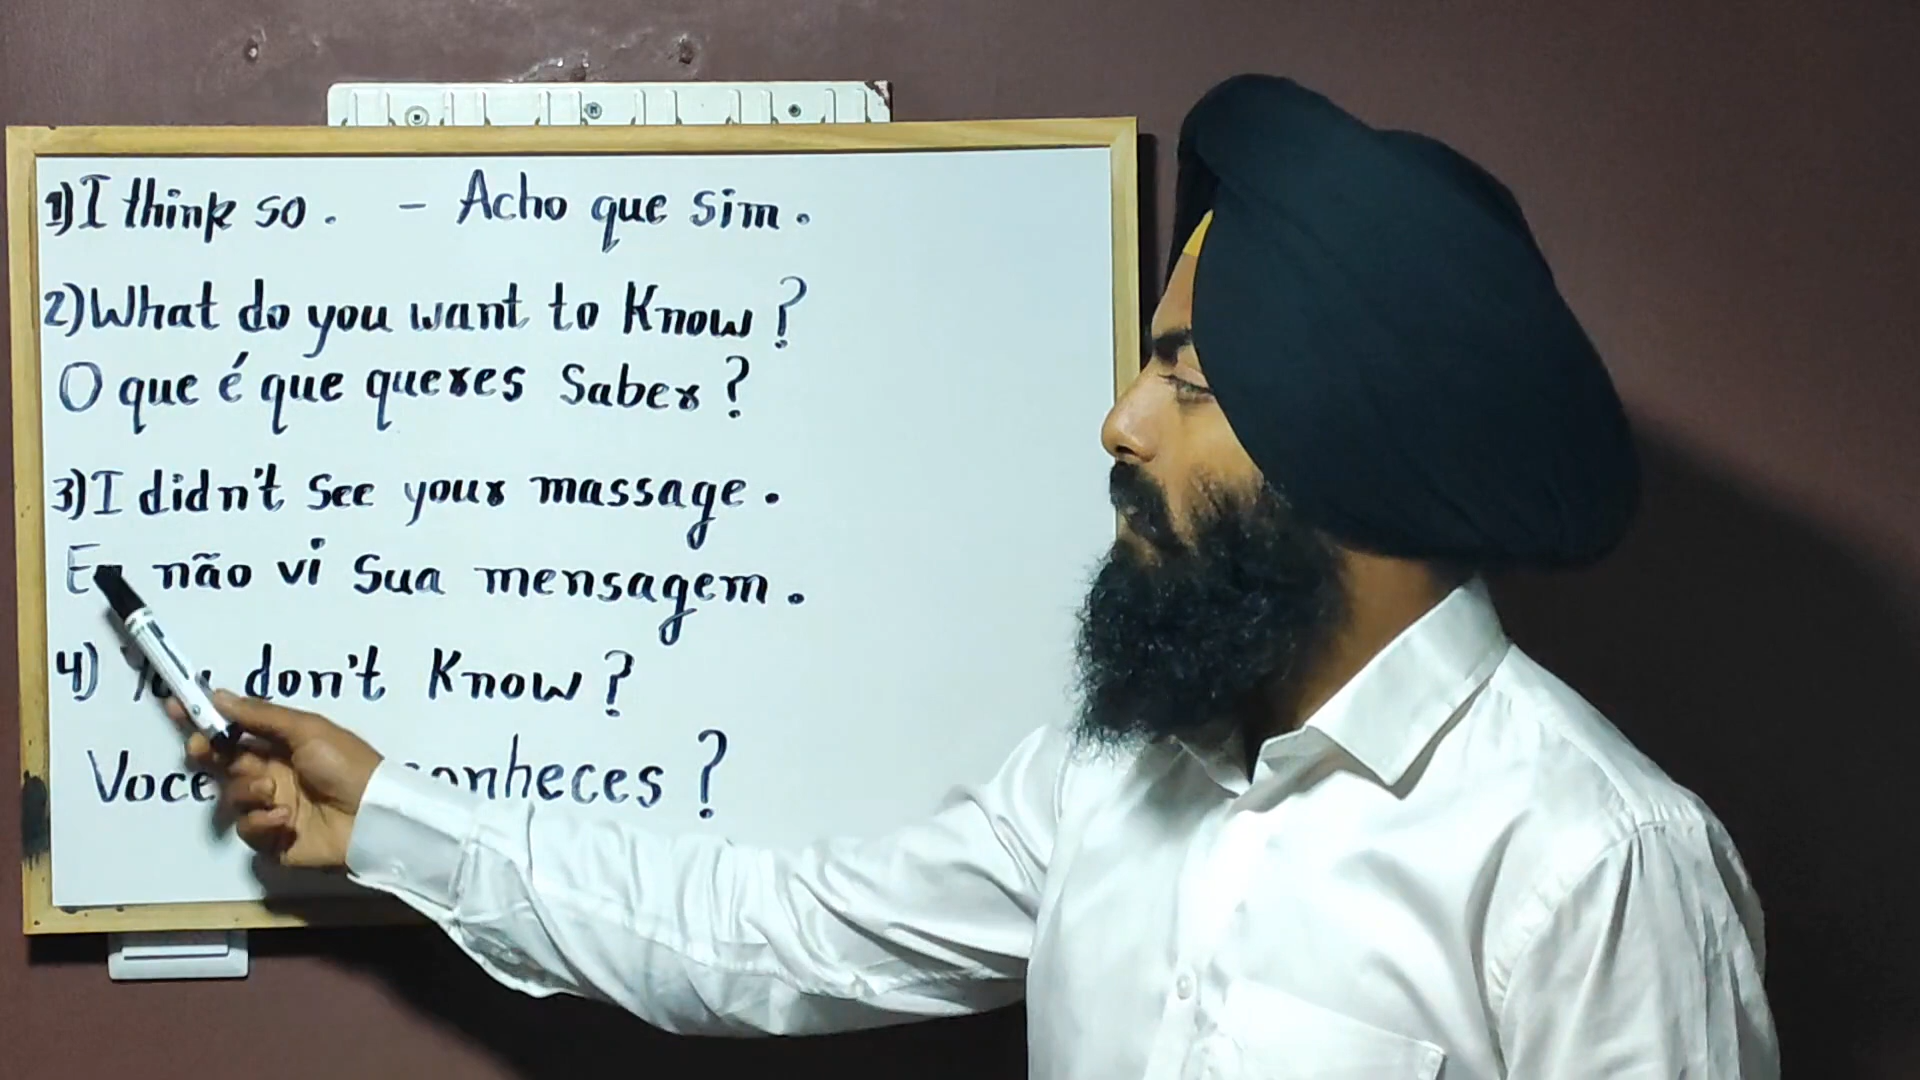 1) I think so. - Acho que sim.
2) What do you want to Know?
O que é que queres Saber?
3) I didn't See your massage.
não vi Sua mensagem.
4) don't Know?
?